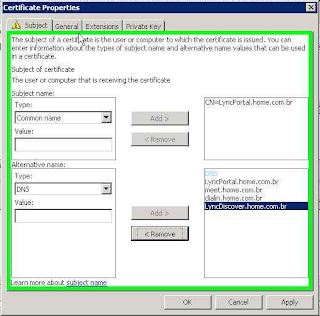 Certificate Properties
Subject General Extensions Private Key
The subject of a certificate is the user or computer to which the certificate is issued. You can
enter information about the types of subject name and alternative name values that can be used
in a certificate.
Subject of certificate
The user or computer that is receiving the certificate
Subject name:
Type:
Common name
Value:
Add >
< Remove
CN=LyncPortal.home.com.br
Alternative name:
Type:
DNS
Value:
Add >
< Remove
DNS
LyncPortal.home.com.br
meet.home.com.br
dialin.home.com.br
LyncDiscover.home.com.br
Learn more about subject name
OK Cancel Apply